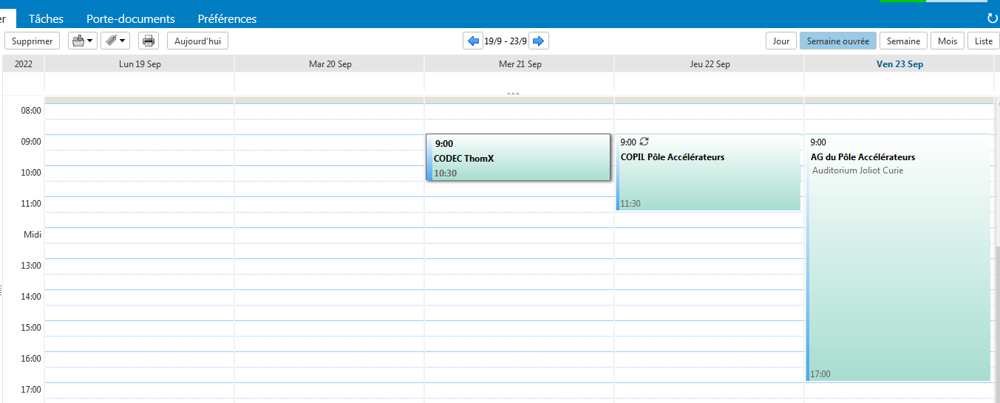 er Tâches Porte-documents Préférences
Supprimer Aujourd'hui 19/9 - 23/9 Jour Semaine ouvrée Semaine Mois Liste
2022 Lun 19 Sep Mar 20 Sep Mer 21 Sep Jeu 22 Sep Ven 23 Sep
08:00
09:00
10:00
11:00
Midi
13:00
14:00
15:00
16:00
17:00
9:00
CODEC ThomX
10:30
9:00
COPIL Pôle Accélérateurs
11:30
9:00
AG du Pôle Accélérateurs
Auditorium Joliot Curie
17:00